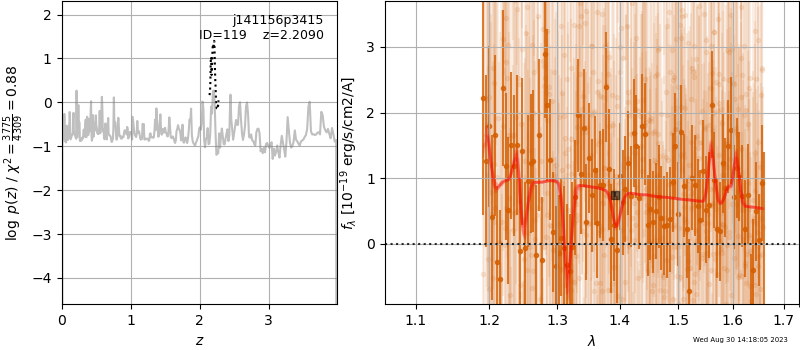 j141156p3415
ID=119 z=2.2090
log p(z) / χ² = 3775/4309 = 0.88
2
1
0
−1
−2
−3
−4
0 1 2 3
z
fλ [10⁻¹⁹ erg/s/cm2/A]
3
2
1
0
1.1 1.2 1.3 1.4 1.5 1.6 1.7
λ
Wed Aug 30 14:18:05 2023